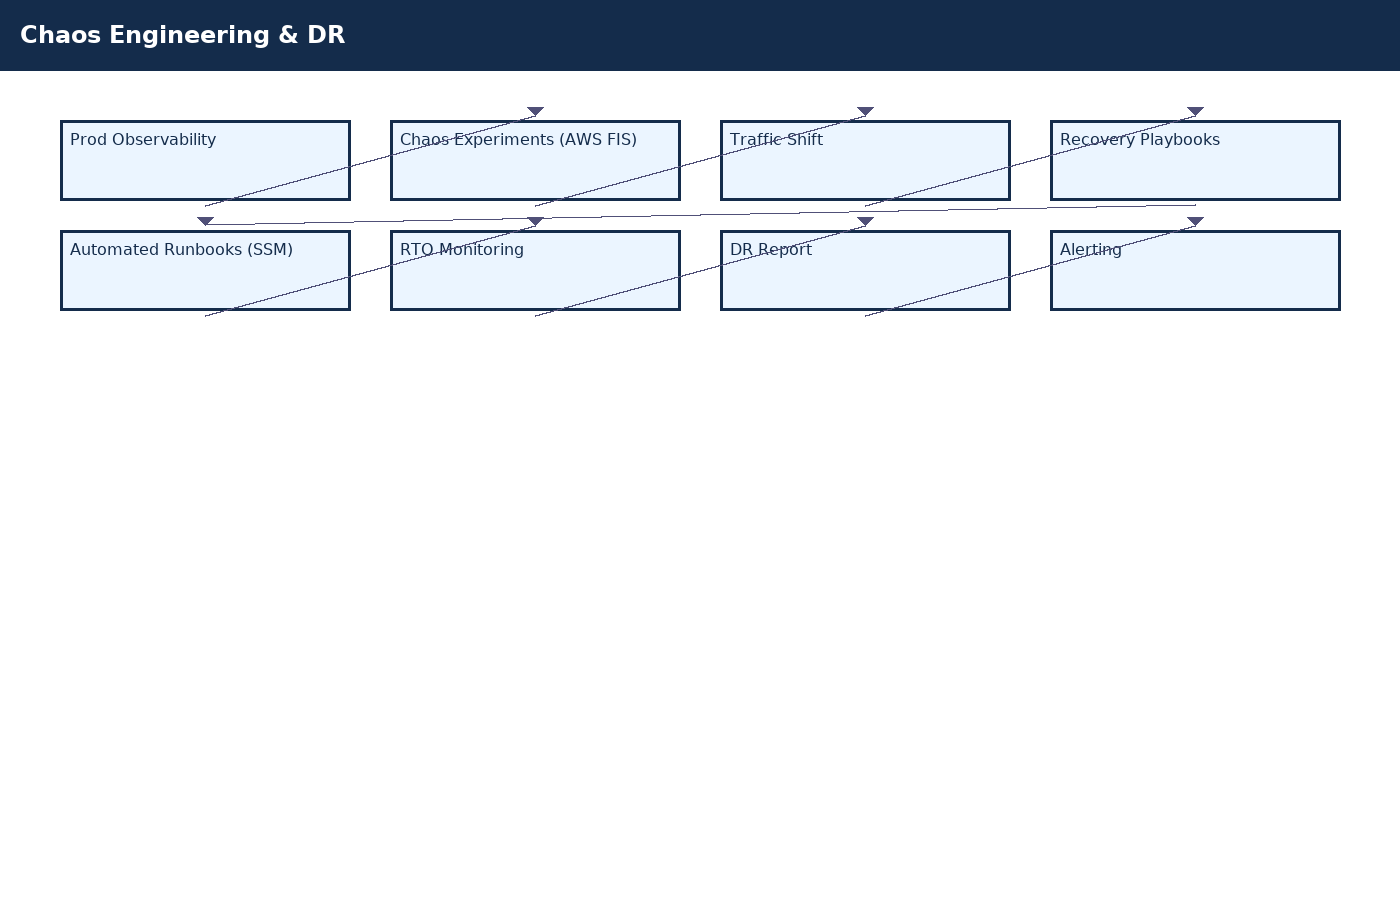 Chaos Engineering & DR
Prod Observability
Chaos Experiments (AWS FIS)
Traffic Shift
Recovery Playbooks
Automated Runbooks (SSM)
RTO Monitoring
DR Report
Alerting